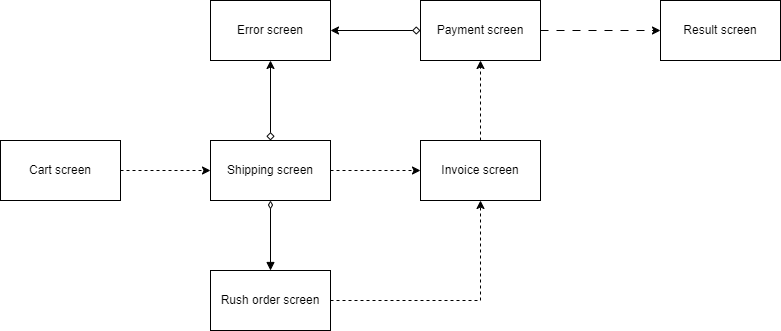 Error screen
Payment screen
Result screen
Cart screen
Shipping screen
Invoice screen
Rush order screen